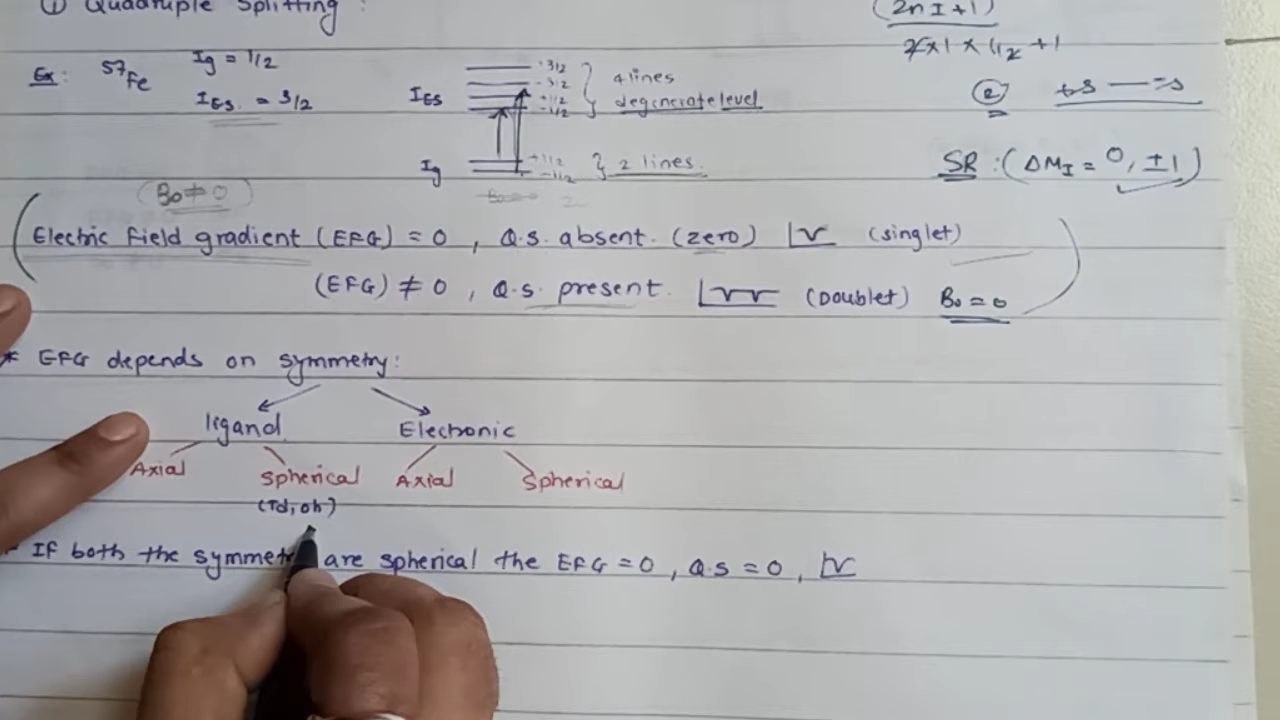 ① Quadruple Splitting :
(2nI+1)
2×1×1/2+1
Ex: 57Fe Ig = 1/2
IES. = 3/2
IES +3/2 -3/2 +1/2 -1/2 } 4 lines degenerate level
②
Ig +1/2 -1/2 } 2 lines.
SR : (ΔMI = 0, ±1)
(B0≠0)
Electric field gradient (EFG) = 0 , Q.S. absent. (zero) (singlet)
(EFG) ≠ 0 , Q.S. present. (Doublet) B0 = 0
* EFG depends on symmetry:
ligand Electronic
Axial Spherical Axial Spherical
(Td, Oh)
If both the symmetry are spherical the EFG = 0 , Q.S = 0 ,